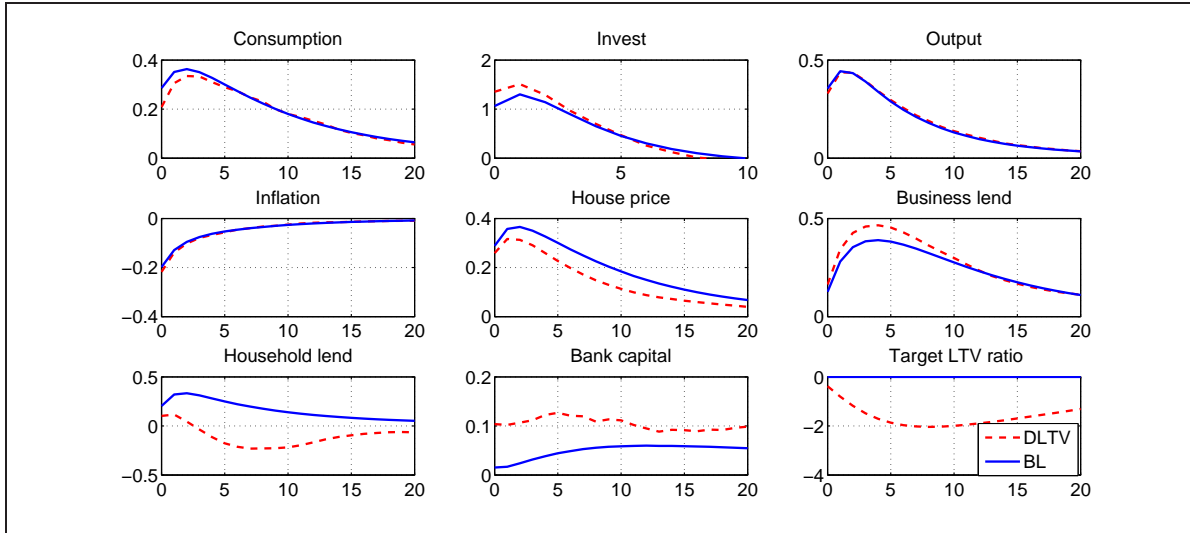 Consumption
0.4
0.2
0
0 5 10 15 20
Invest
2
1
0
0 5 10
Output
0.5
0
0 5 10 15 20
Inflation
0
−0.2
−0.4
0 5 10 15 20
House price
0.4
0.2
0
0 5 10 15 20
Business lend
0.5
0
0 5 10 15 20
Household lend
0.5
0
−0.5
0 5 10 15 20
Bank capital
0.2
0.1
0
0 5 10 15 20
Target LTV ratio
0
−2
−4
0 5 10 15 20
DLTV
BL